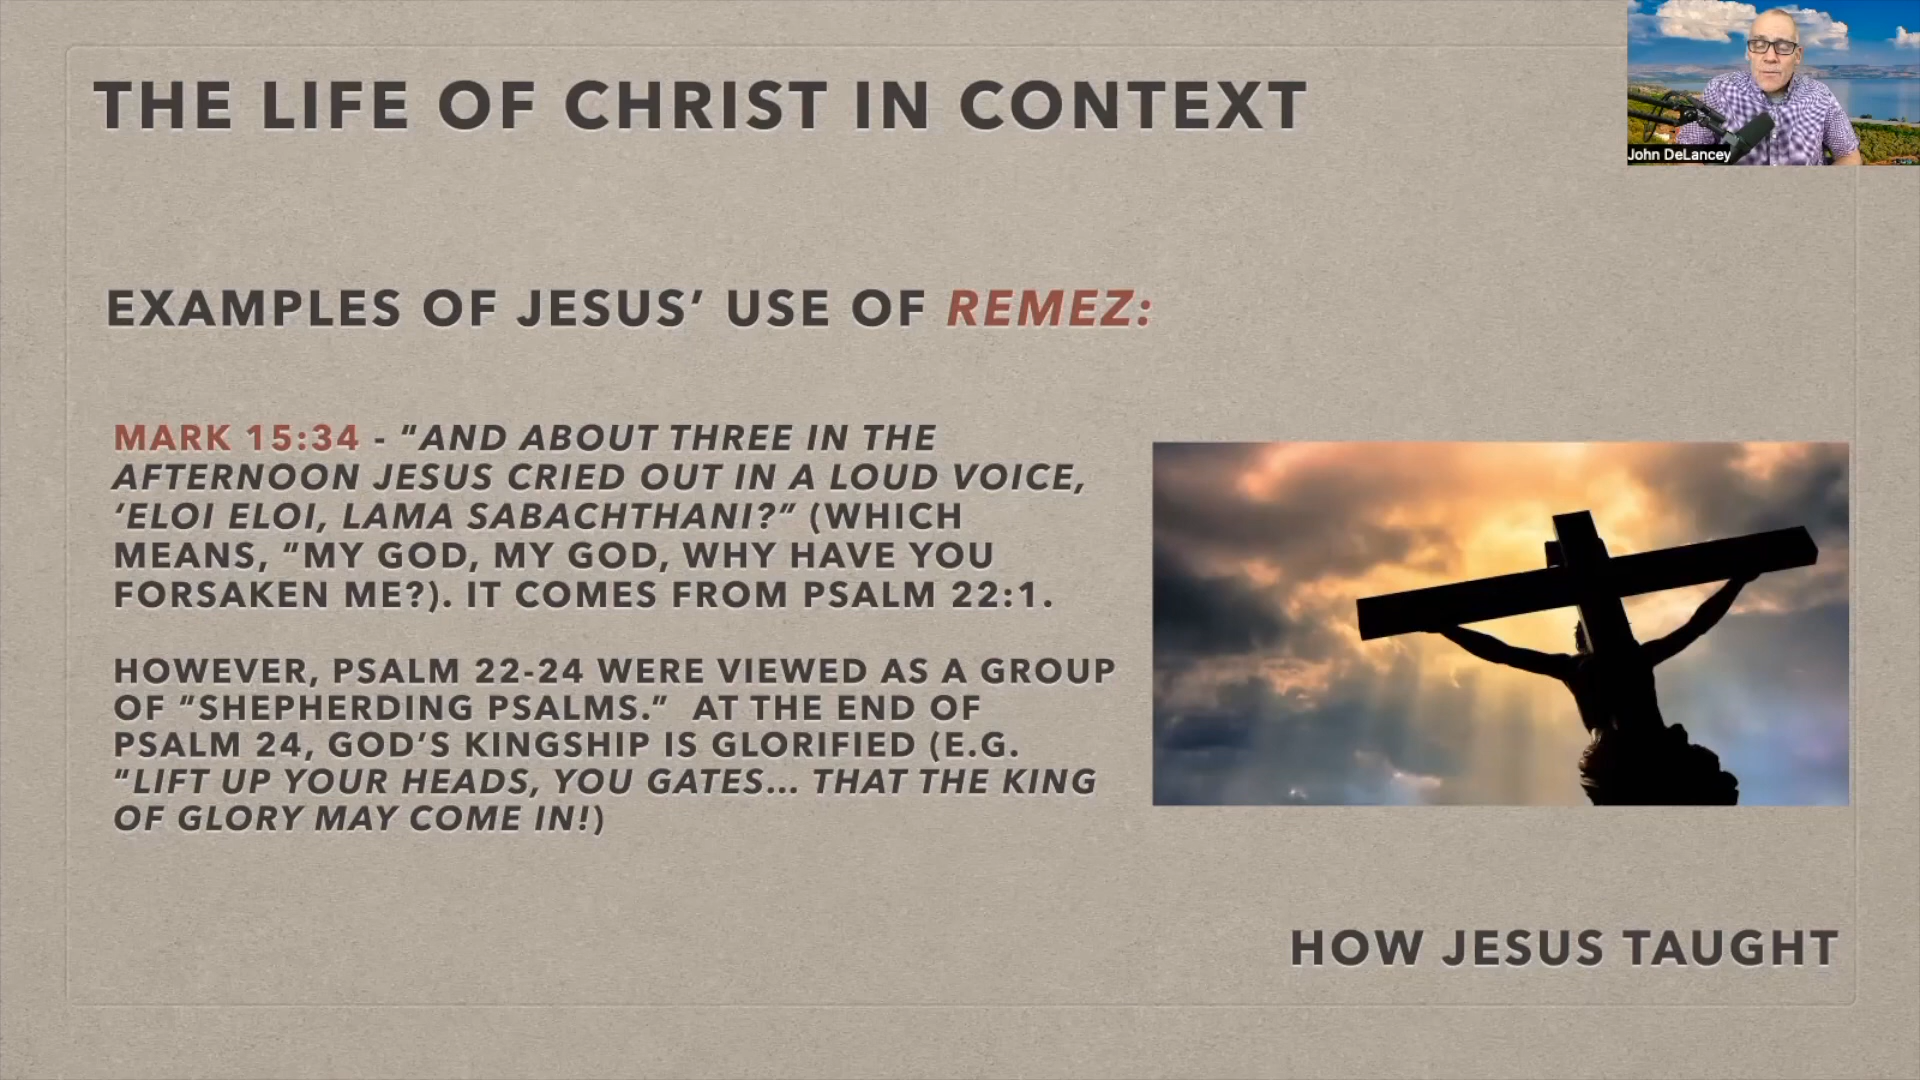 THE LIFE OF CHRIST IN CONTEXT
John DeLancey
EXAMPLES OF JESUS’ USE OF REMEZ:
MARK 15:34 - "AND ABOUT THREE IN THE
AFTERNOON JESUS CRIED OUT IN A LOUD VOICE,
‘ELOI ELOI, LAMA SABACHTHANI?” (WHICH
MEANS, “MY GOD, MY GOD, WHY HAVE YOU
FORSAKEN ME?). IT COMES FROM PSALM 22:1.
HOWEVER, PSALM 22-24 WERE VIEWED AS A GROUP
OF “SHEPHERDING PSALMS.” AT THE END OF
PSALM 24, GOD’S KINGSHIP IS GLORIFIED (E.G.
“LIFT UP YOUR HEADS, YOU GATES... THAT THE KING
OF GLORY MAY COME IN!)
HOW JESUS TAUGHT